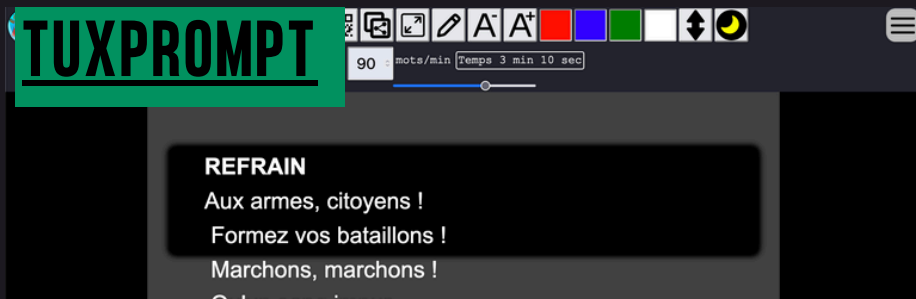 TUXPROMPT
A- A+
90 mots/min Temps 3 min 10 sec
REFRAIN
Aux armes, citoyens !
Formez vos bataillons !
Marchons, marchons !